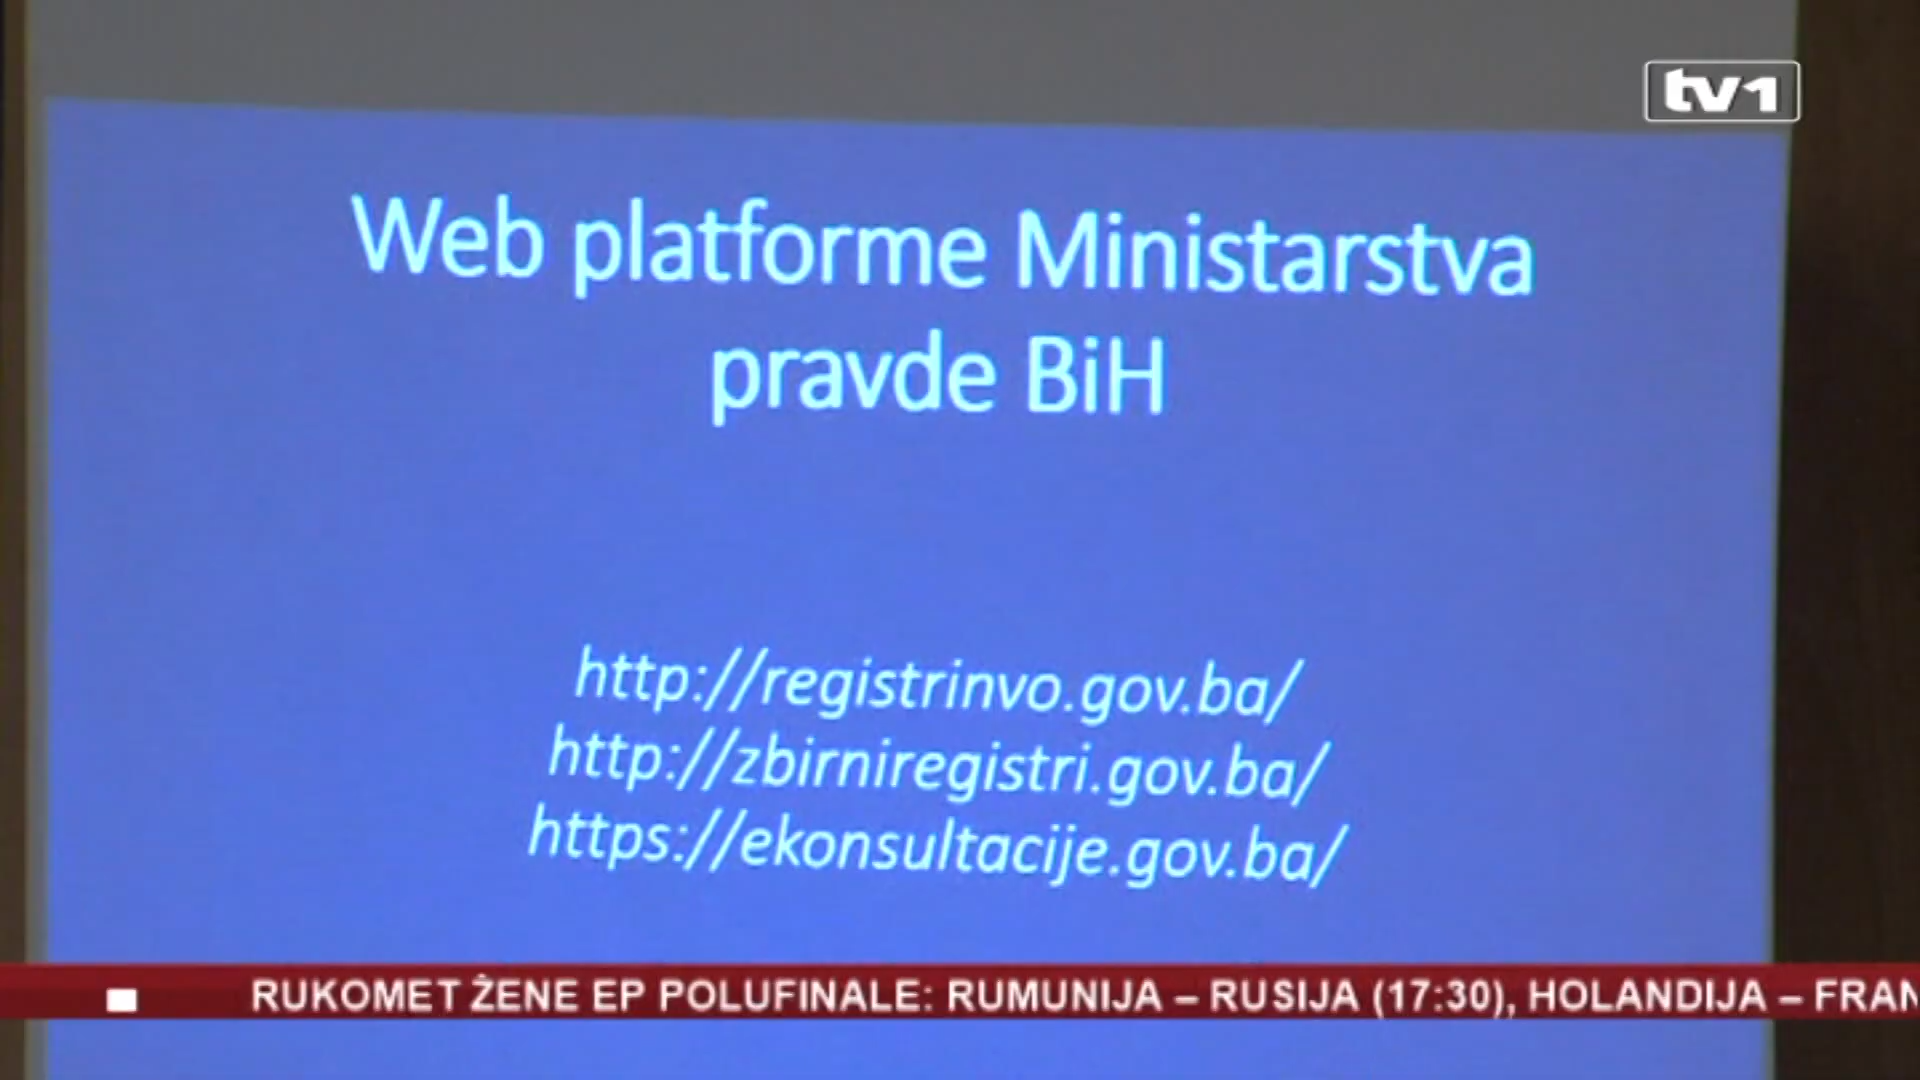 tv1
Web platforme Ministarstva
pravde BiH
http://registrinvo.gov.ba/
http://zbirniregistri.gov.ba/
https://ekonsultacije.gov.ba/
RUKOMET ŽENE EP POLUFINALE: RUMUNIJA – RUSIJA (17:30), HOLANDIJA – FRAN